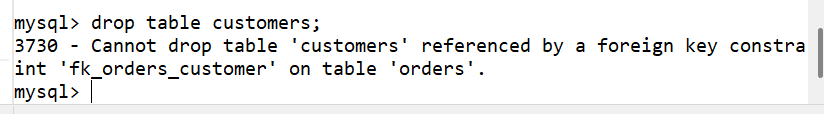 mysql> drop table customers;
3730 - Cannot drop table 'customers' referenced by a foreign key constra
int 'fk_orders_customer' on table 'orders'.
mysql>